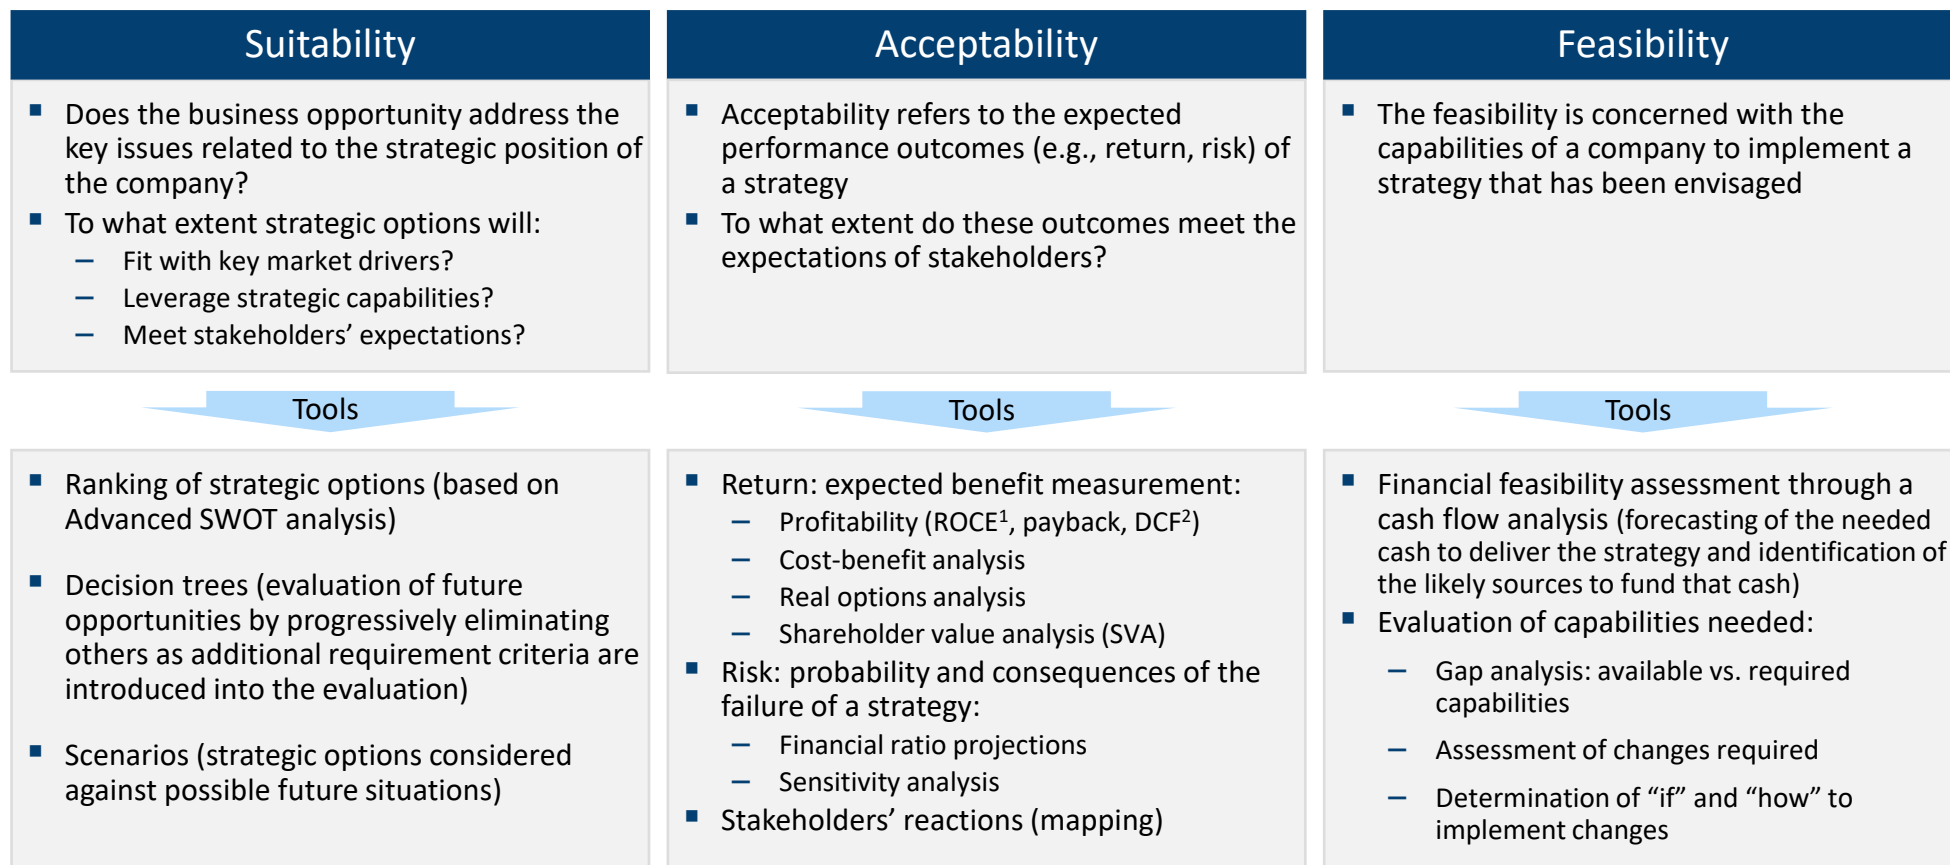 Suitability
Does the business opportunity address the
key issues related to the strategic position of
the company?
To what extent strategic options will:
– Fit with key market drivers?
– Leverage strategic capabilities?
– Meet stakeholders’ expectations?
Tools
Ranking of strategic options (based on
Advanced SWOT analysis)
Decision trees (evaluation of future
opportunities by progressively eliminating
others as additional requirement criteria are
introduced into the evaluation)
Scenarios (strategic options considered
against possible future situations)
Acceptability
Acceptability refers to the expected
performance outcomes (e.g., return, risk) of
a strategy
To what extent do these outcomes meet the
expectations of stakeholders?
Tools
Return: expected benefit measurement:
– Profitability (ROCE¹, payback, DCF²)
– Cost-benefit analysis
– Real options analysis
– Shareholder value analysis (SVA)
Risk: probability and consequences of the
failure of a strategy:
– Financial ratio projections
– Sensitivity analysis
Stakeholders’ reactions (mapping)
Feasibility
The feasibility is concerned with the
capabilities of a company to implement a
strategy that has been envisaged
Tools
Financial feasibility assessment through a
cash flow analysis (forecasting of the needed
cash to deliver the strategy and identification of
the likely sources to fund that cash)
Evaluation of capabilities needed:
– Gap analysis: available vs. required
capabilities
– Assessment of changes required
– Determination of “if” and “how” to
implement changes